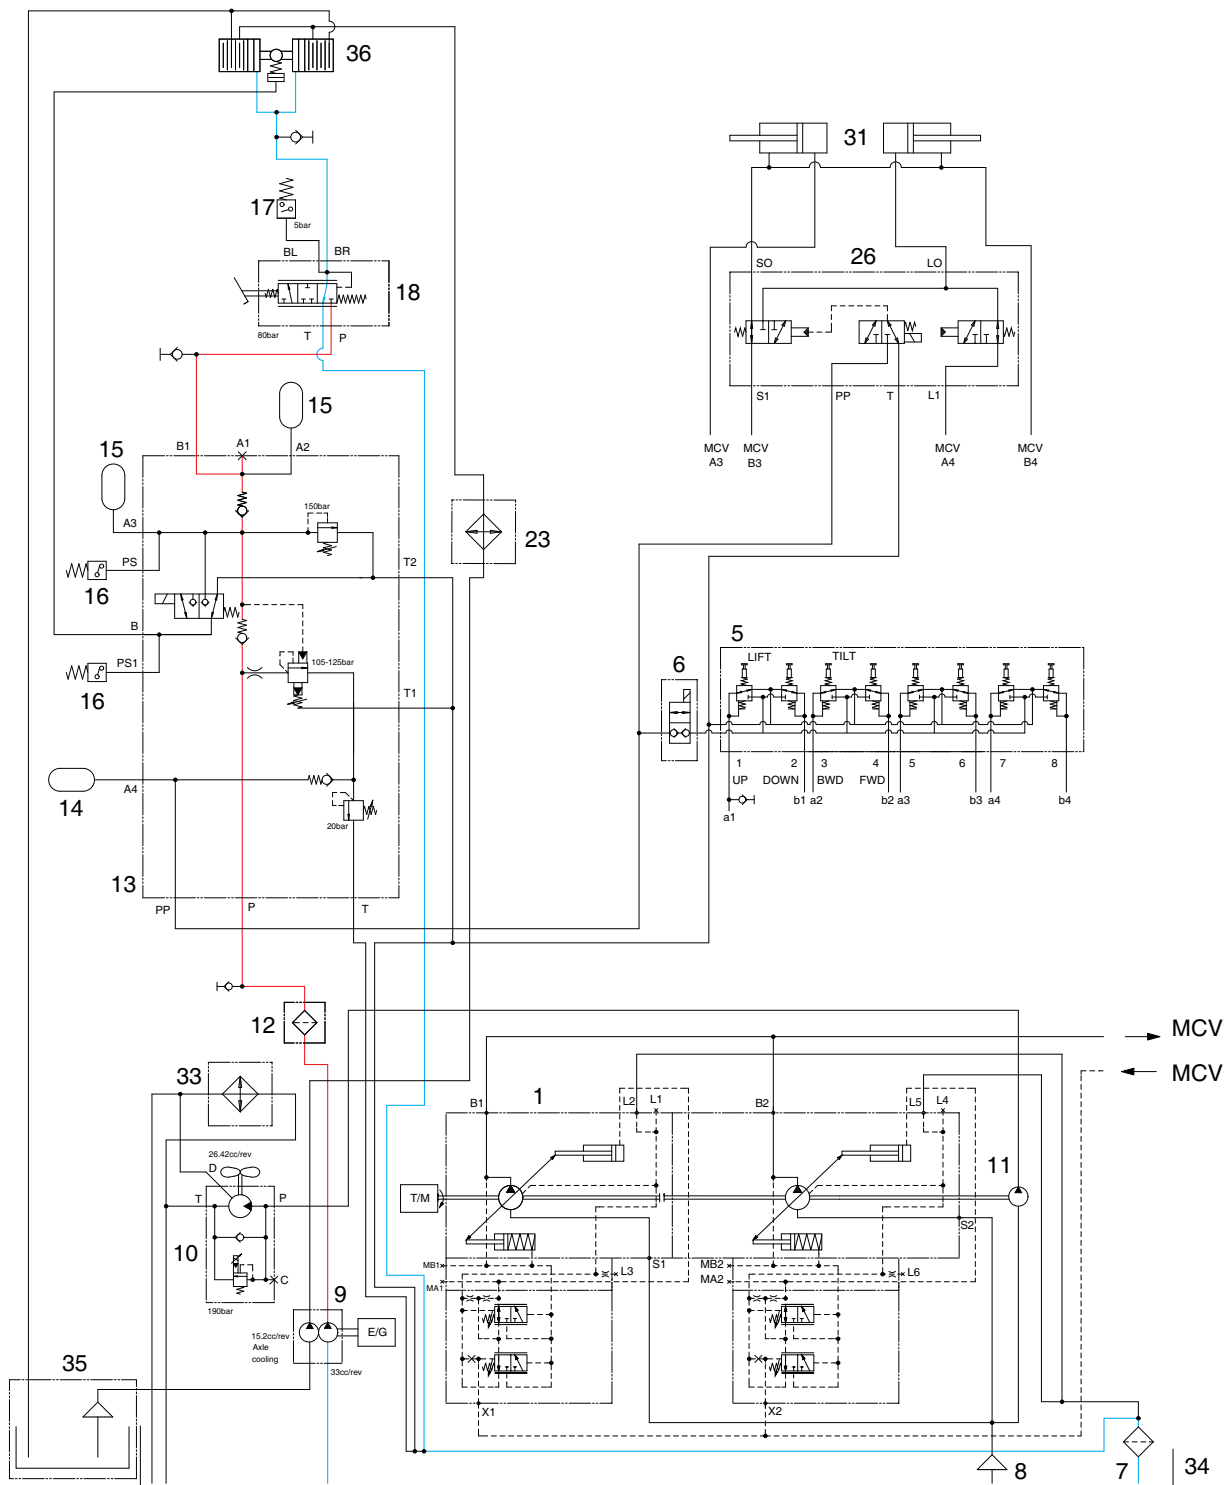 36
31
17
5bar
BL BR
SO 26 LO
18
80bar
T P
15
S1 PP T L1
15
B1 A1 A2
MCV A3
MCV B3
MCV A4
MCV B4
150bar
A3
23
PS
T2
16
B
5
LIFT TILT
6
PS1
105-125bar
16
T1
1 2 3 4 5 6 7 8
UP DOWN BWD FWD
14
A4
b1 a2 b2 a3 b3 a4 b4
a1
20bar
13
PP P T
12
MCV
33
MCV
1
B1 L2 L1 B2 L5 L4
26.42cc/rev
D
11
T/M
T P
S2
10
MB1 S1 MB2
L3 L6
C
MA1 MA2
190bar
9
15.2cc/rev
Axle
cooling
E/G
33cc/rev
35
X1 X2
8 7 34